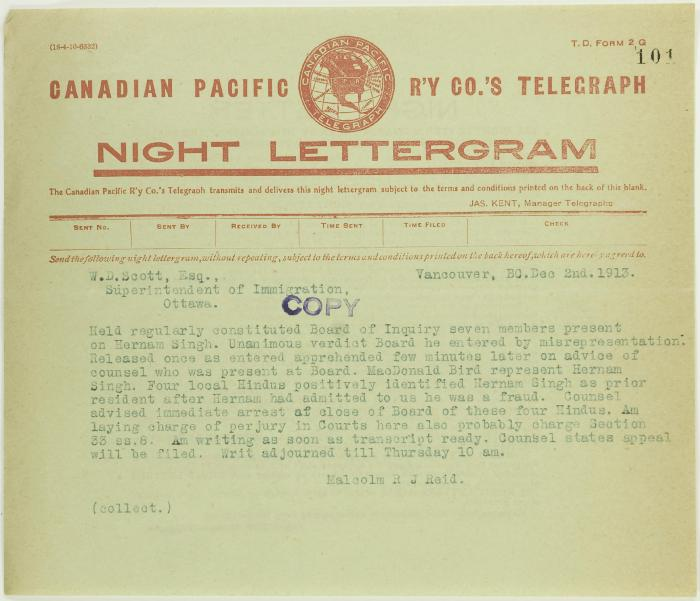 (18-4-10-6532)
T. D. FORM 2 G
101
CANADIAN PACIFIC R'Y CO.'S TELEGRAPH
CANADIAN PACIFIC
TELEGRAPH
NIGHT LETTERGRAM
The Canadian Pacific R'y Co.'s Telegraph transmits and delivers this night lettergram subject to the terms and conditions printed on the back of this blank.
JAS. KENT, Manager Telegraphs
SENT NO. SENT BY RECEIVED BY TIME SENT TIME FILED CHECK
Send the following night lettergram, without repeating, subject to the terms and conditions printed on the back hereof, which are hereby agreed to.
W.D.Scott, Esq., Vancouver, BC.Dec 2nd.1913.
Superintendent of Immigration,
Ottawa.
COPY
Held regularly constituted Board of Inquiry seven members present
on Hernam Singh. Unanimous verdict Board he entered by misrepresentation.
Released once as entered apprehended few minutes later on advice of
counsel who was present at Board. MacDonald Bird represent Hernam
Singh. Four local Hindus positively identified Hernam Singh as prior
resident after Hernam had admitted to us he was a fraud. Counsel
advised immediate arrest af close of Board of these four Hindus. Am
laying charge of perjury in Courts here also probably charge Section
33 ss.8. Am writing as soon as transcript ready. Counsel states appeal
will be filed. Writ adjourned till Thursday 10 am.
Malcolm R J Reid.
(collect.)